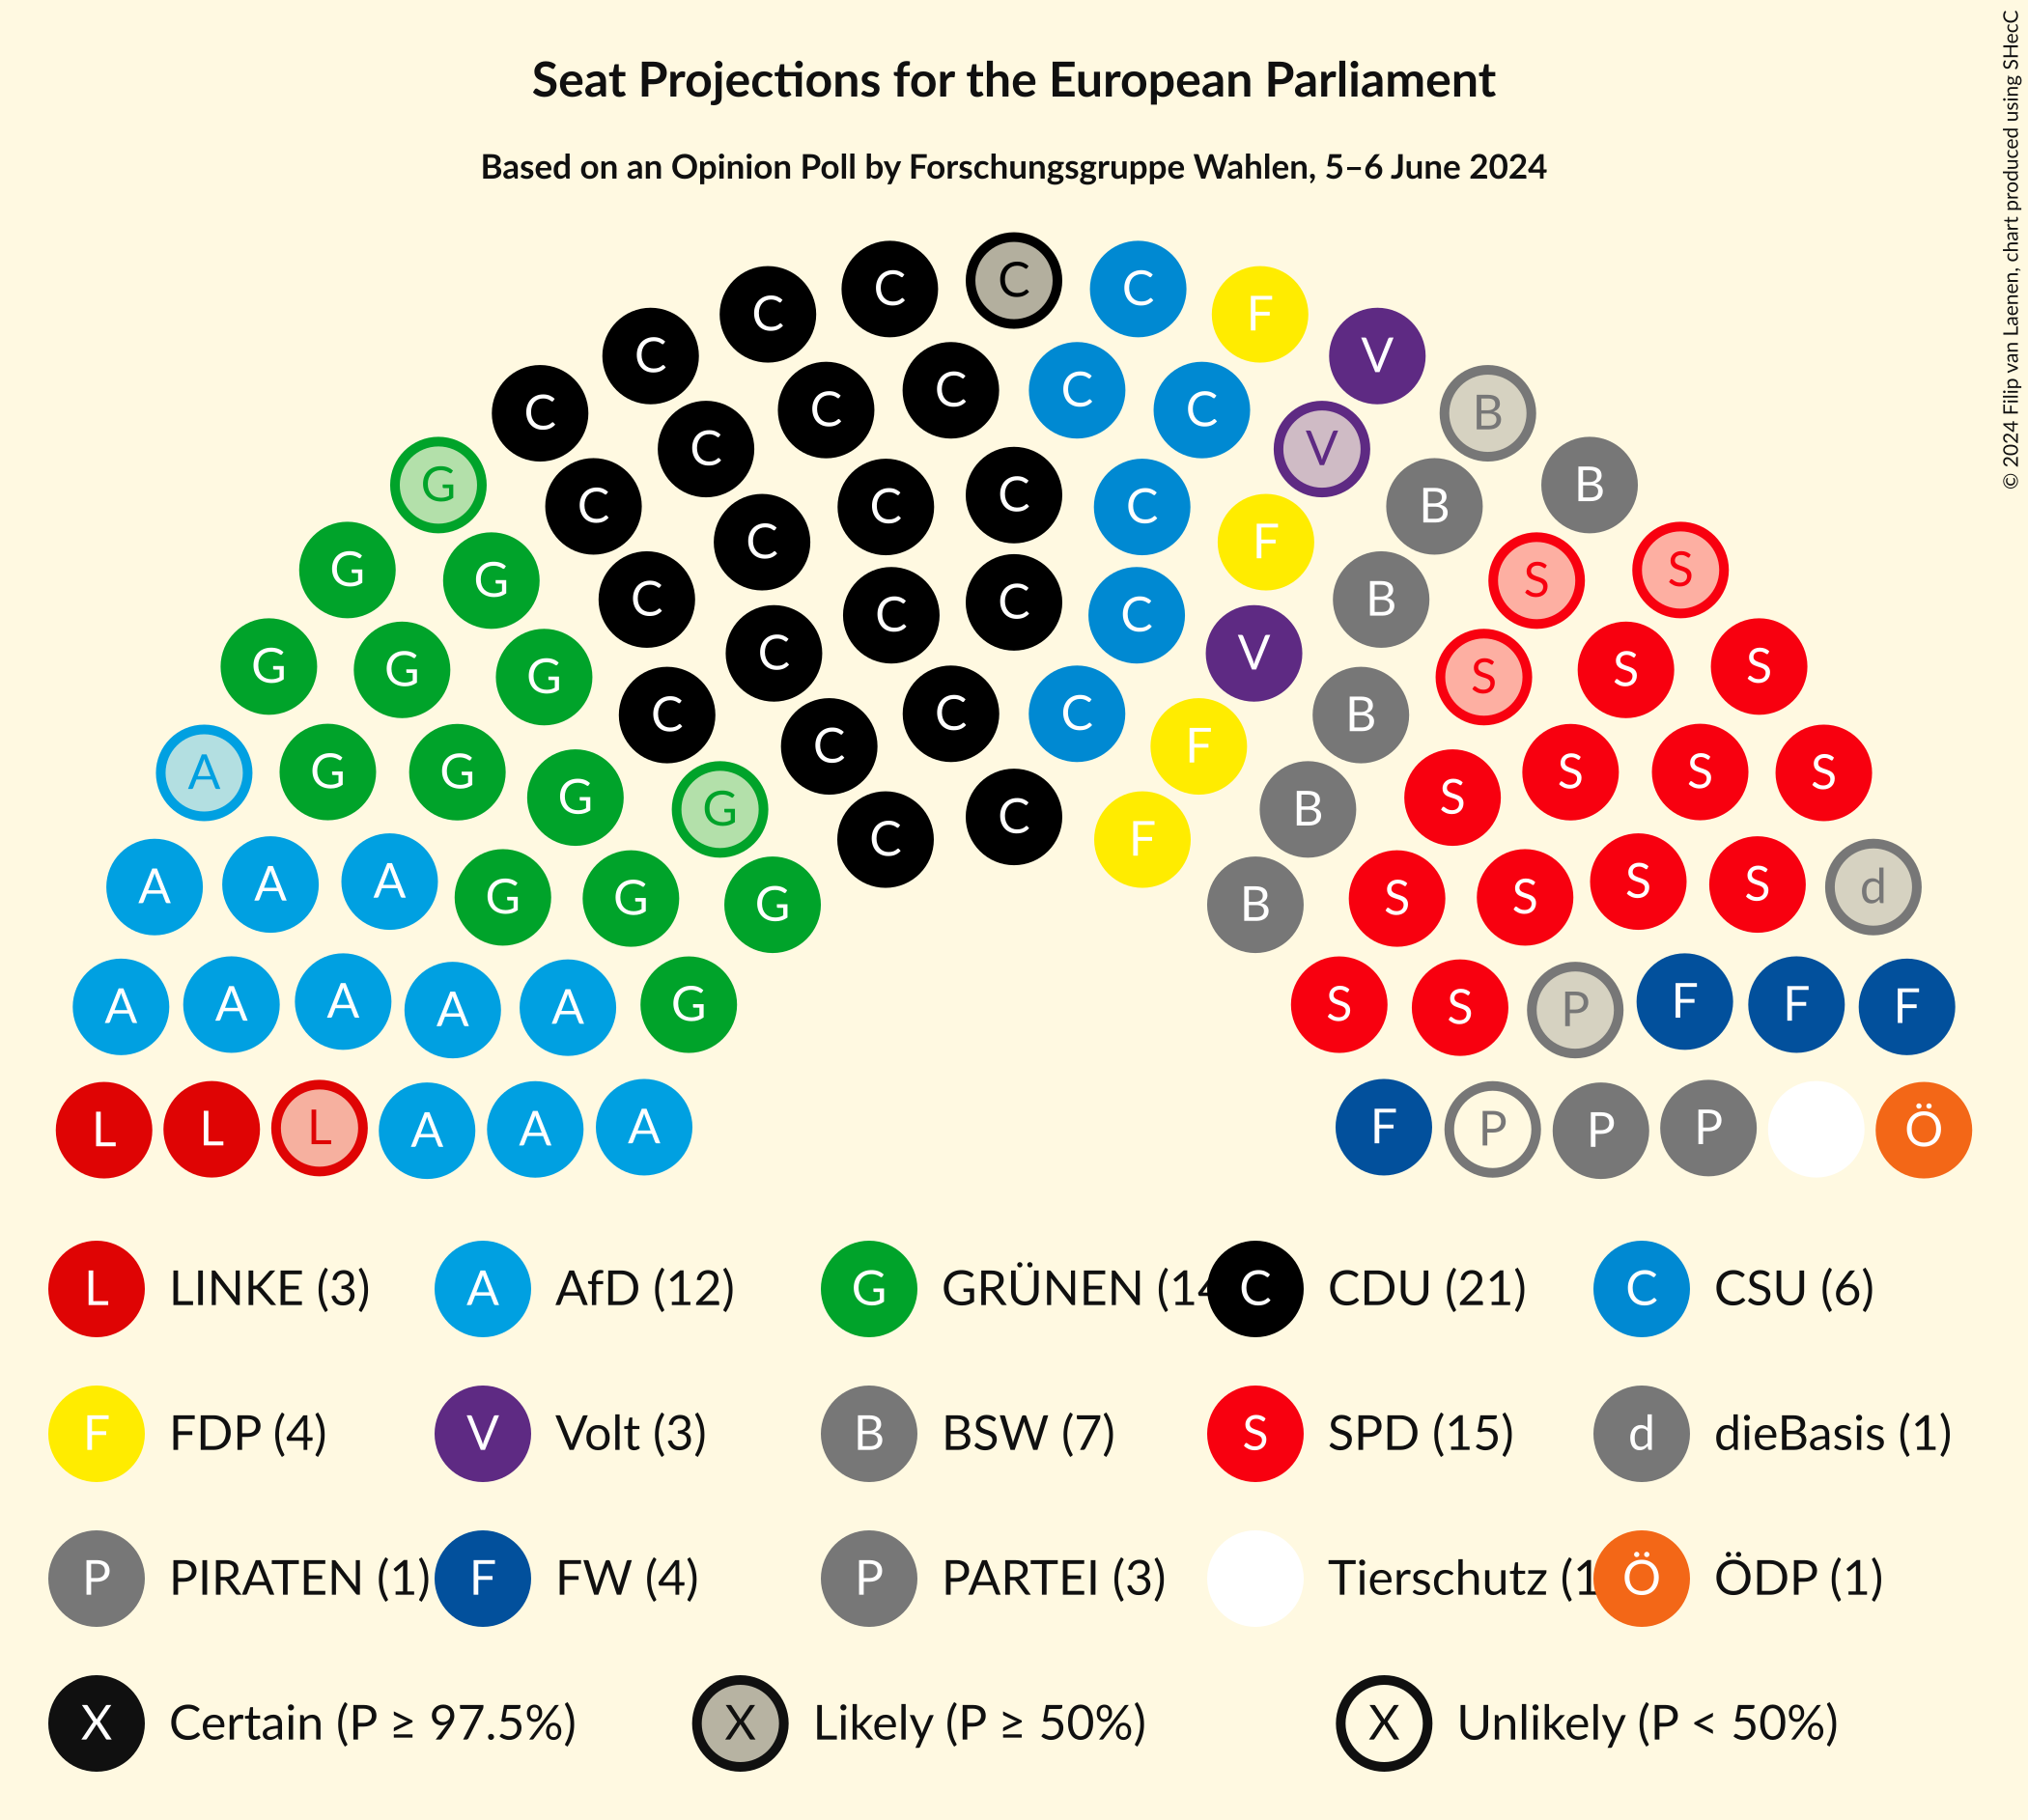 Seat Projections for the European Parliament
Based on an Opinion Poll by Forschungsgruppe Wahlen, 5–6 June 2024
© 2024 Filip van Laenen, chart produced using SHecC
C C C C C C F V B B
C C C C C C V B S S
G C C C C C F B S S S
G G C C C C C V B S S S
G G G C C C C F B S S S
A G G G G C C F B S S S S d
A A A G G G B S S P F F F
A A A A A G S S
L L L A A A F P P P Ö
L LINKE (3) A AfD (12) G GRÜNEN (14 C CDU (21) C CSU (6)
F FDP (4) V Volt (3) B BSW (7) S SPD (15) d dieBasis (1)
P PIRATEN (1) F FW (4) P PARTEI (3) Tierschutz (1 Ö ÖDP (1)
X Certain (P ≥ 97.5%) X Likely (P ≥ 50%) X Unlikely (P < 50%)